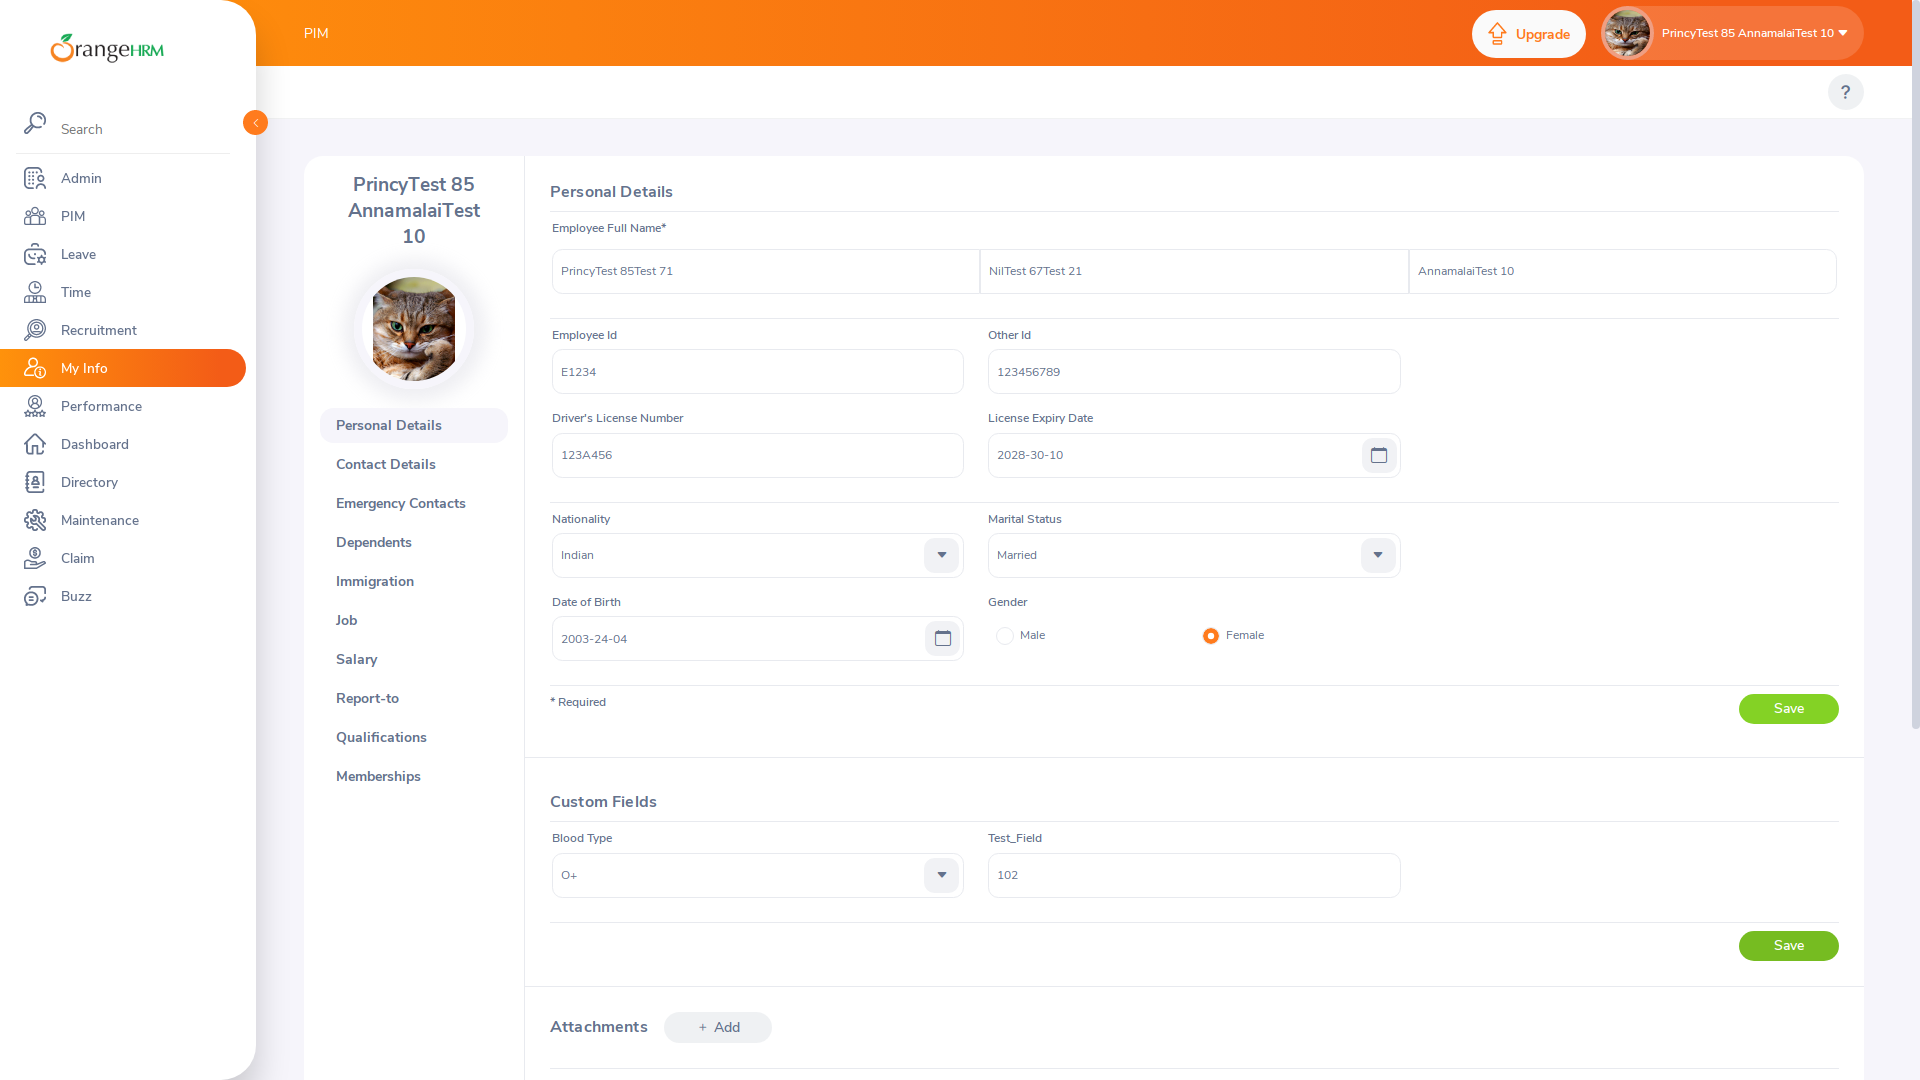 OrangeHRM
Search
Admin
PIM
Leave
Time
Recruitment
My Info
Performance
Dashboard
Directory
Maintenance
Claim
Buzz
PIM
Upgrade
PrincyTest 85 AnnamalaiTest 10
?
PrincyTest 85
AnnamalaiTest
10
Personal Details
Contact Details
Emergency Contacts
Dependents
Immigration
Job
Salary
Report-to
Qualifications
Memberships
Personal Details
Employee Full Name*
PrincyTest 85Test 71
NilTest 67Test 21
AnnamalaiTest 10
Employee Id
Other Id
E1234
123456789
Driver's License Number
License Expiry Date
123A456
2028-30-10
Nationality
Marital Status
Indian
Married
Date of Birth
Gender
2003-24-04
Male
Female
* Required
Save
Custom Fields
Blood Type
Test_Field
O+
102
Save
Attachments
+ Add